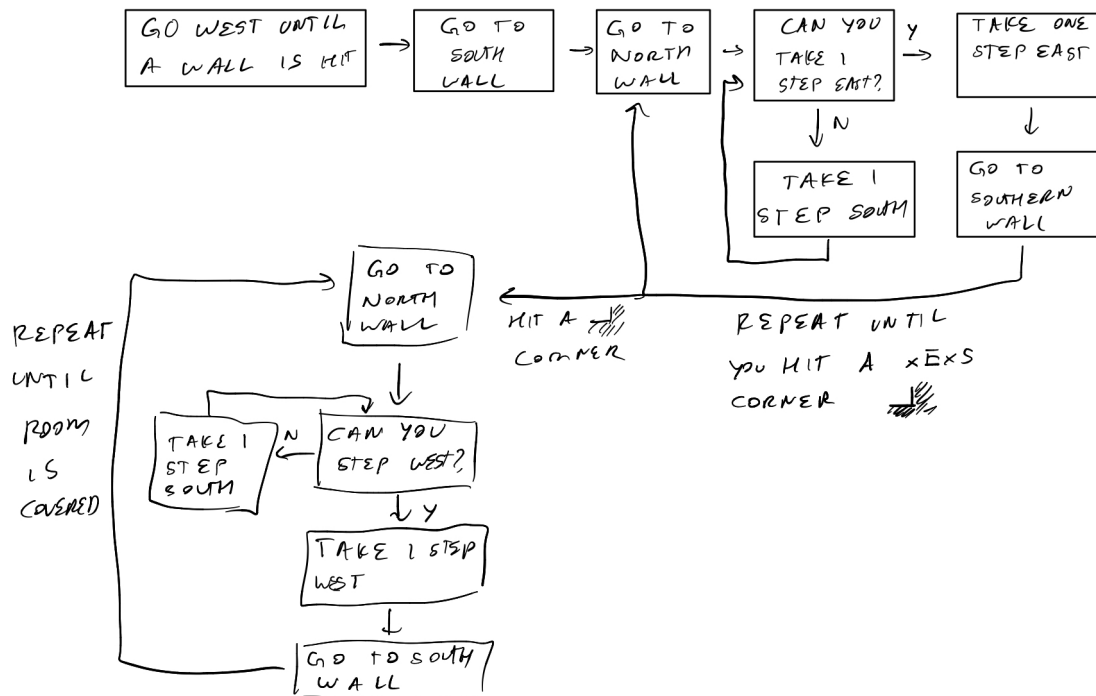 GO WEST UNTIL
A WALL IS HIT
GO TO
SOUTH
WALL
GO TO
NORTH
WALL
CAN YOU
TAKE 1
STEP EAST?
Y
TAKE ONE
STEP EAST
N
TAKE 1
STEP SOUTH
GO TO
SOUTHERN
WALL
HIT A
CORNER
REPEAT UNTIL
YOU HIT A xExS
CORNER
GO TO
NORTH
WALL
REPEAT
UNTIL
ROOM
IS
COVERED
CAN YOU
STEP WEST?
N
TAKE 1
STEP
SOUTH
Y
TAKE 1 STEP
WEST
GO TO SOUTH
WALL